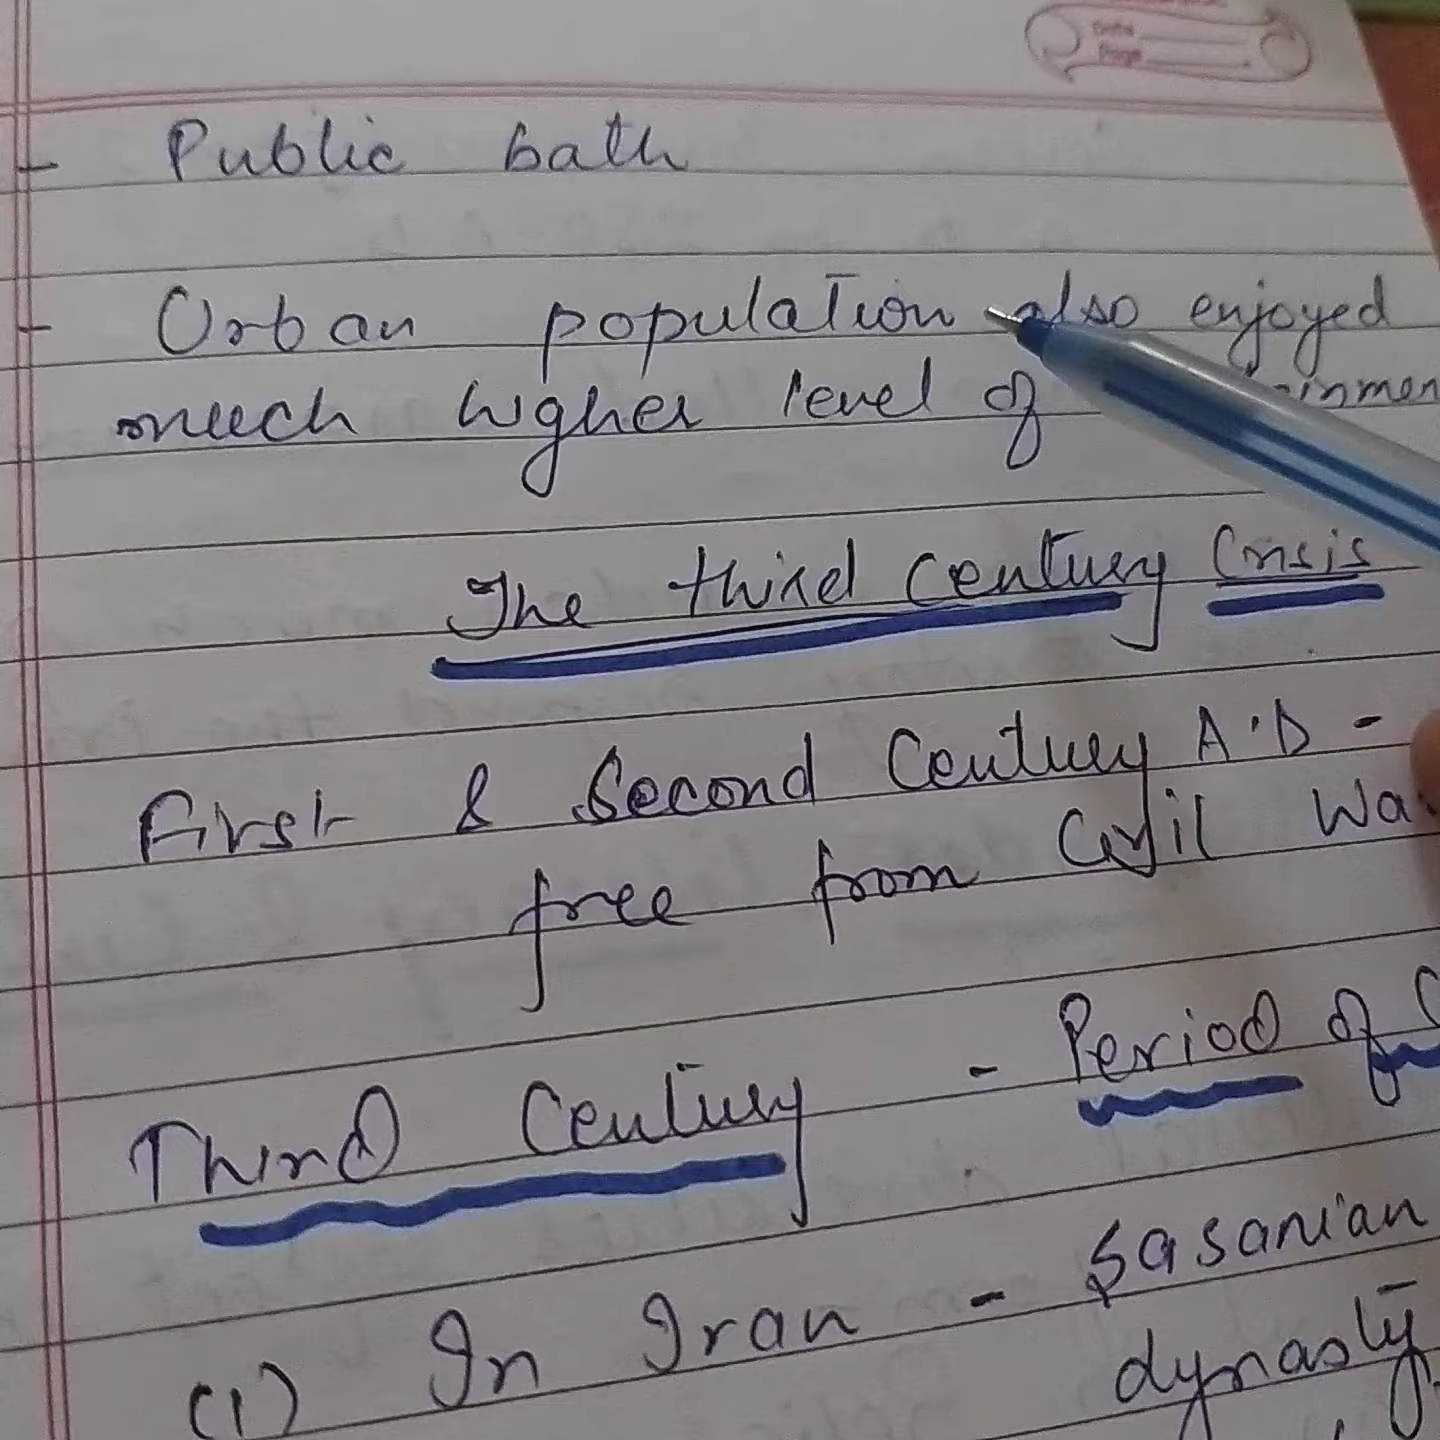 - Public bath
- Urban population also enjoyed
much higher level of
The third Century Crisis
First & Second Century A.D -
free from Civil
Third Century - Period of
(1) In Iran - Sasanian
dynasty